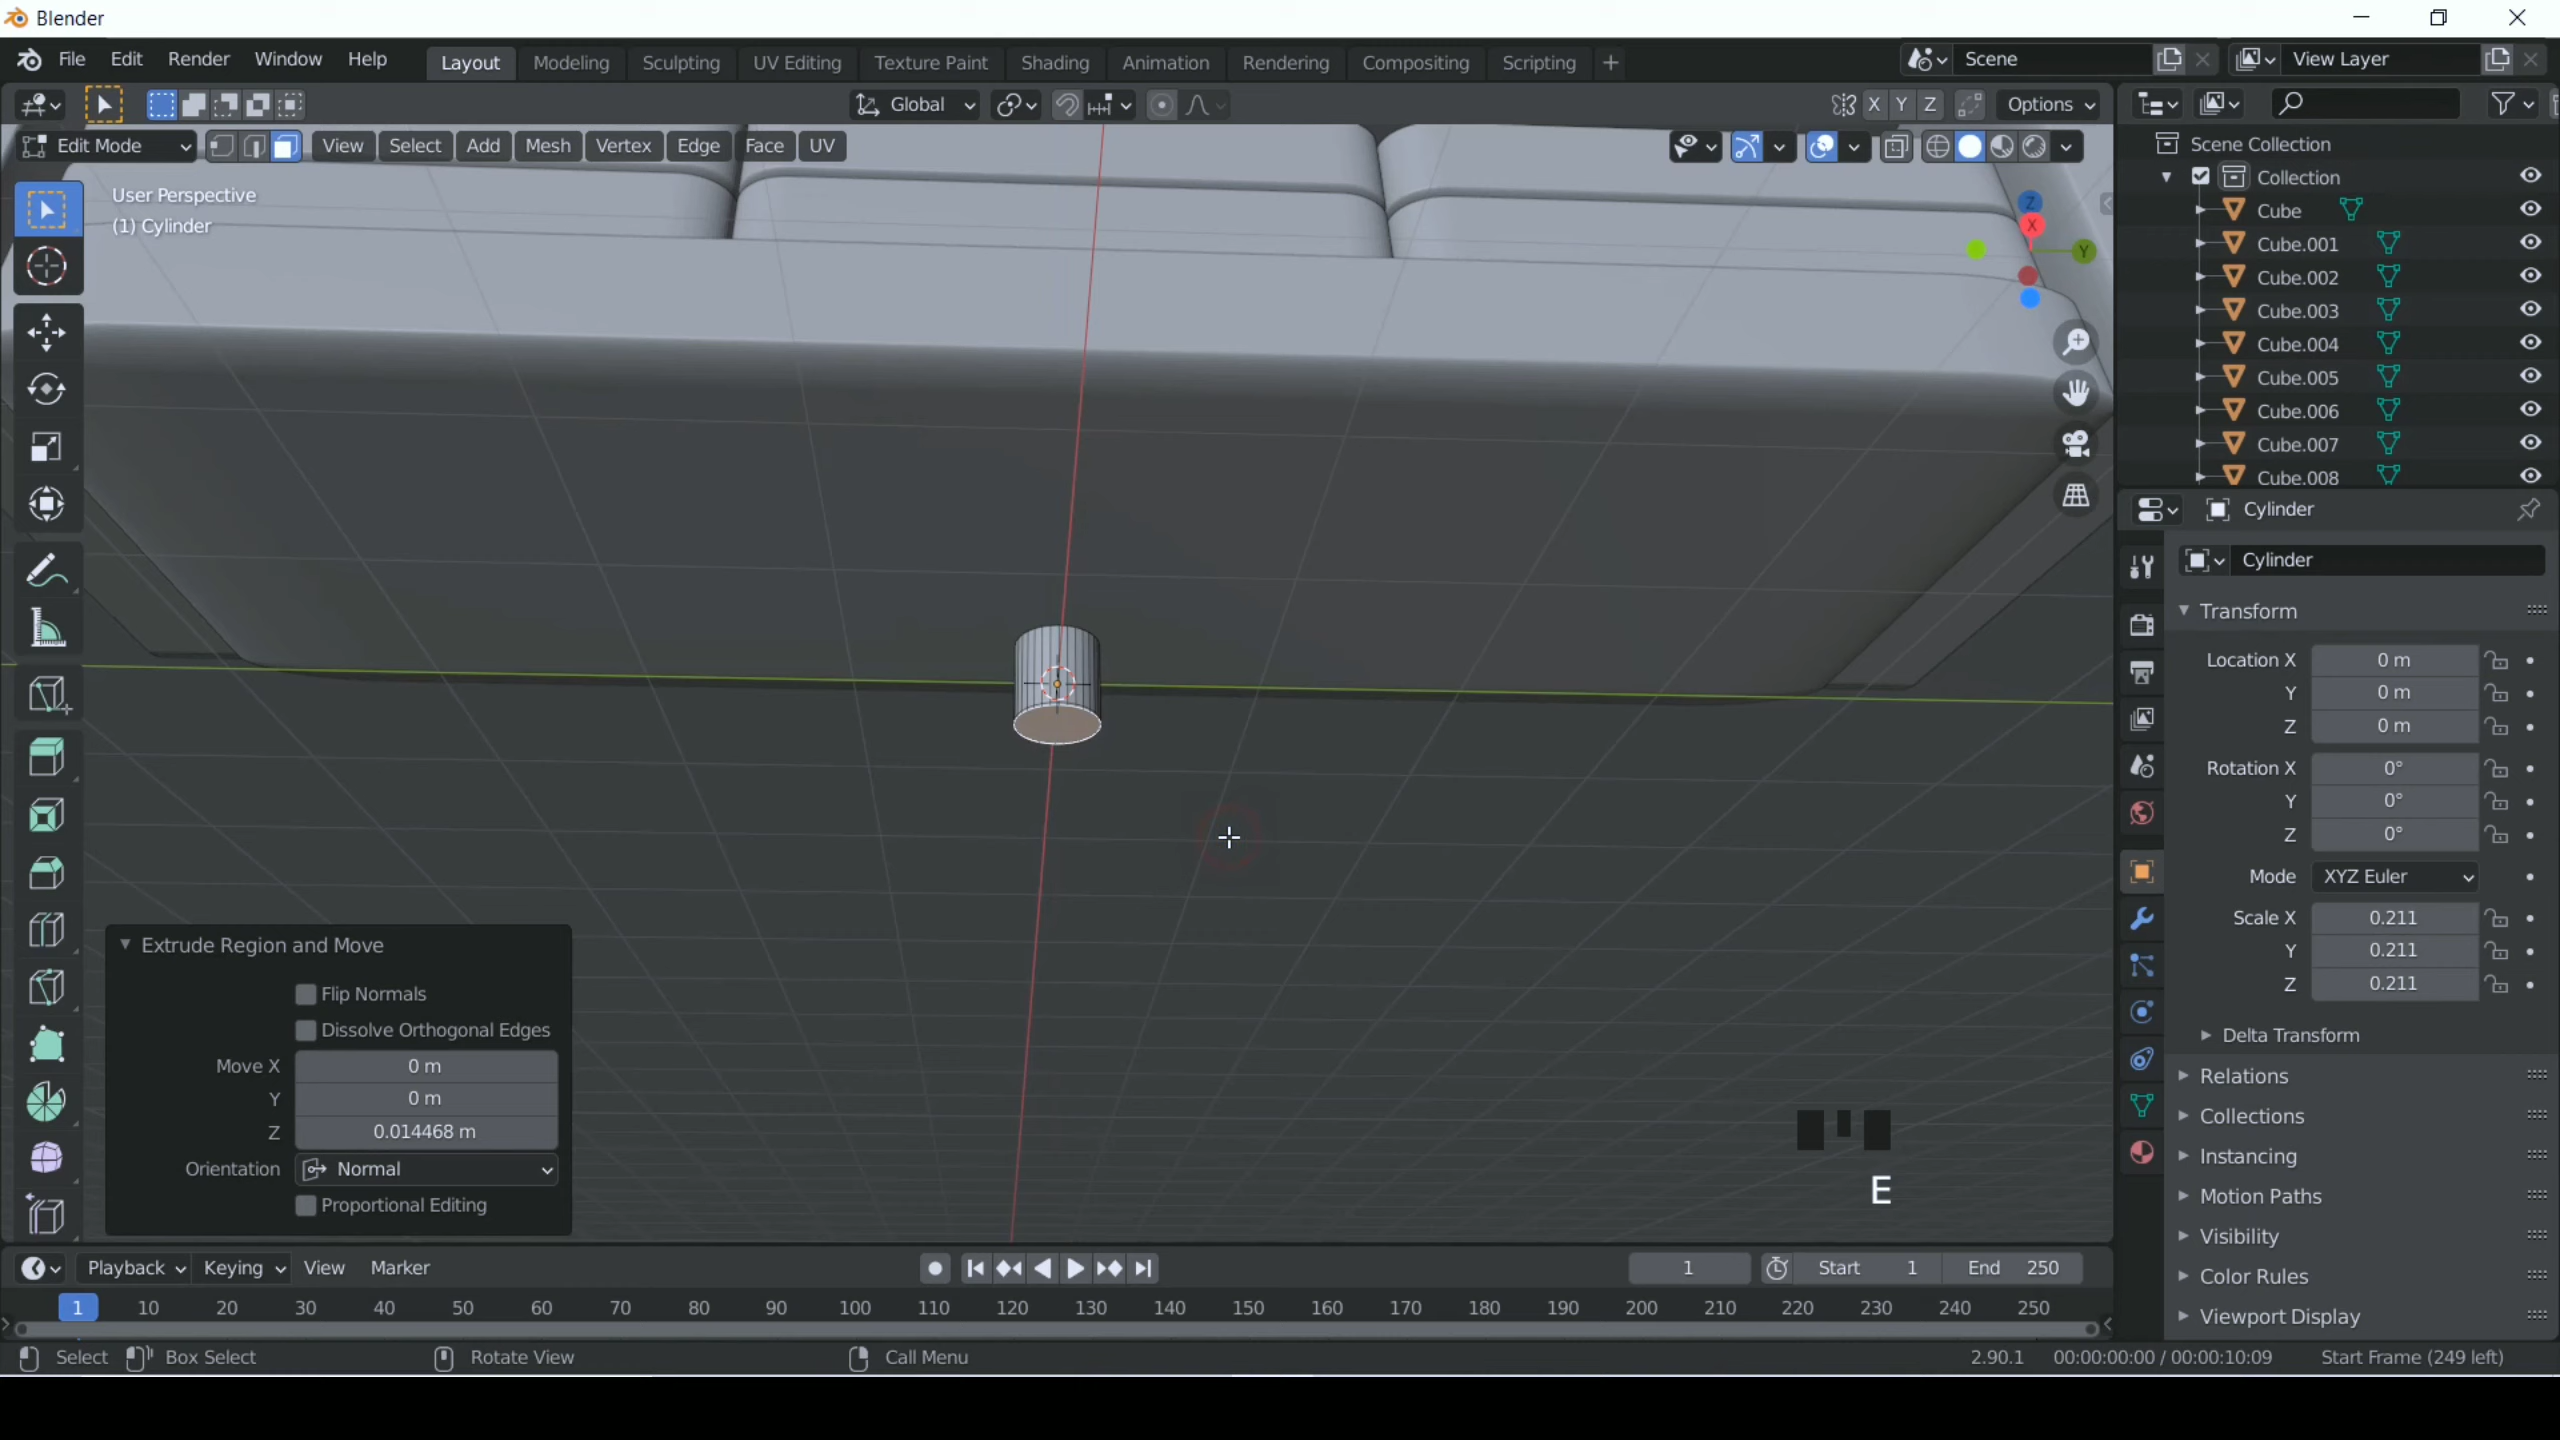 Blender
File Edit Render Window Help Layout Modeling Sculpting UV Editing Texture Paint Shading Animation Rendering Compositing Scripting + Scene View Layer
Global X Y Z Options
Edit Mode View Select Add Mesh Vertex Edge Face UV
User Perspective
(1) Cylinder
Z
X
Y
Scene Collection
Collection
Cube
Cube.001
Cube.002
Cube.003
Cube.004
Cube.005
Cube.006
Cube.007
Cube.008
Cylinder
Cylinder
Transform
Location X 0 m
Y 0 m
Z 0 m
Rotation X 0°
Y 0°
Z 0°
Mode XYZ Euler
Scale X 0.211
Y 0.211
Z 0.211
Delta Transform
Relations
Collections
Instancing
Motion Paths
Visibility
Color Rules
Viewport Display
Extrude Region and Move
Flip Normals
Dissolve Orthogonal Edges
Move X 0 m
Y 0 m
Z 0.014468 m
Orientation Normal
Proportional Editing
E
Playback Keying View Marker 1 Start 1 End 250
1 10 20 30 40 50 60 70 80 90 100 110 120 130 140 150 160 170 180 190 200 210 220 230 240 250
Select Box Select Rotate View Call Menu 2.90.1 00:00:00:00 / 00:00:10:09 Start Frame (249 left)